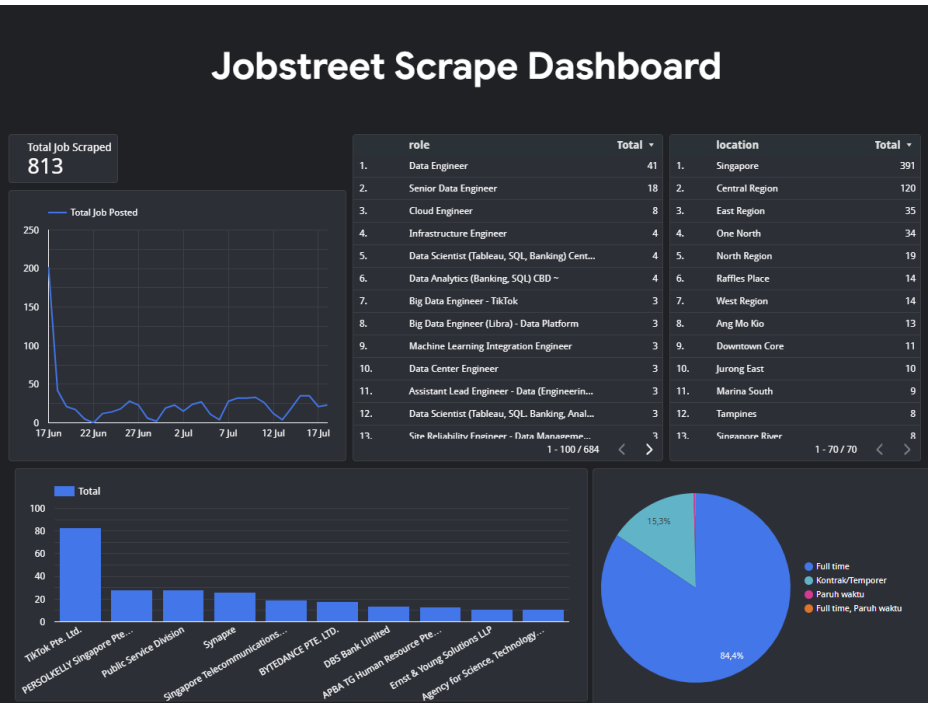 Jobstreet Scrape Dashboard
Total Job Scraped
813
Total Job Posted
250
200
150
100
50
0
17 Jun 22 Jun 27 Jun 2 Jul 7 Jul 12 Jul 17 Jul
role Total
1. Data Engineer 41
2. Senior Data Engineer 18
3. Cloud Engineer 8
4. Infrastructure Engineer 4
5. Data Scientist (Tableau, SQL, Banking) Cent... 4
6. Data Analytics (Banking, SQL) CBD ~ 4
7. Big Data Engineer - TikTok 3
8. Big Data Engineer (Libra) - Data Platform 3
9. Machine Learning Integration Engineer 3
10. Data Center Engineer 3
11. Assistant Lead Engineer - Data (Engineerin... 3
12. Data Scientist (Tableau, SQL. Banking, Anal... 3
13. Site Reliability Engineer - Data Manageme... 3
1 - 100 / 684
location Total
1. Singapore 391
2. Central Region 120
3. East Region 35
4. One North 34
5. North Region 19
6. Raffles Place 14
7. West Region 14
8. Ang Mo Kio 13
9. Downtown Core 11
10. Jurong East 10
11. Marina South 9
12. Tampines 8
13. Singapore River 8
1 - 70 / 70
Total
100
80
60
40
20
0
TikTok Pte. Ltd.
PERSOLKELLY Singapore Pte...
Public Service Division
Synapxe
Singapore Telecommunications...
BYTEDANCE PTE. LTD.
DBS Bank Limited
APBA TG Human Resource Pte...
Ernst & Young Solutions LLP
Agency for Science, Technology...
15,3%
84,4%
Full time
Kontrak/Temporer
Paruh waktu
Full time, Paruh waktu